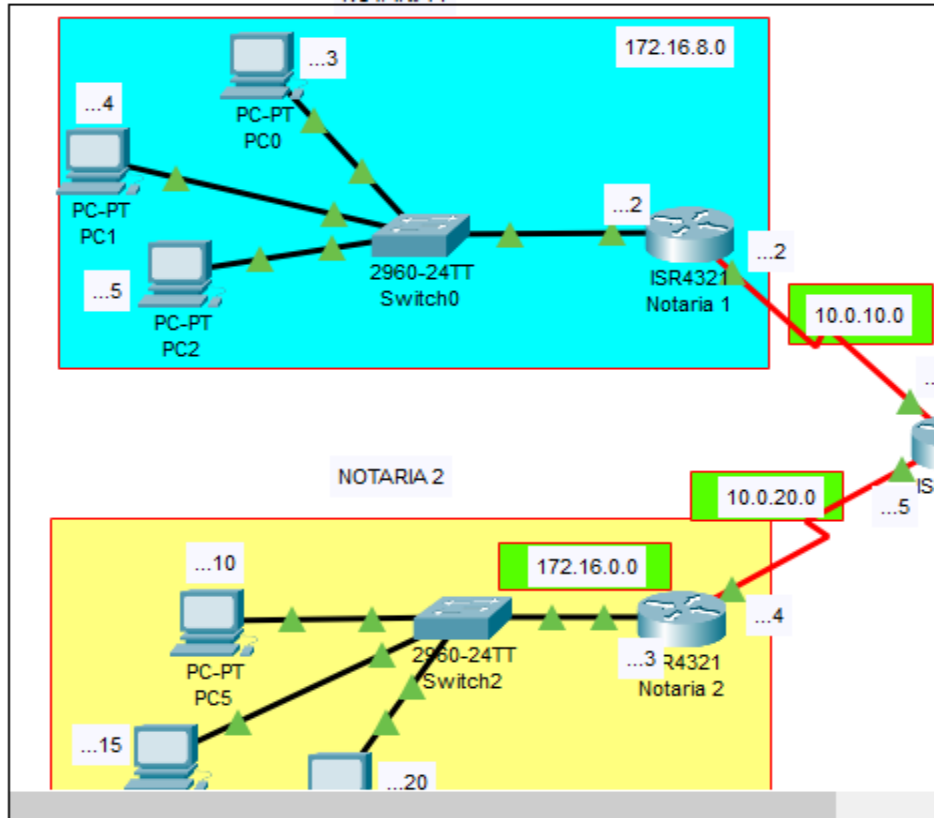 172.16.8.0
...3
PC-PT
PC0
...4
PC-PT
PC1
...5
PC-PT
PC2
2960-24TT
Switch0
...2
ISR4321
Notaria 1
...2
10.0.10.0
NOTARIA 2
10.0.20.0
...5
172.16.0.0
...10
PC-PT
PC5
2960-24TT
Switch2
...3
R4321
Notaria 2
...4
...15
...20